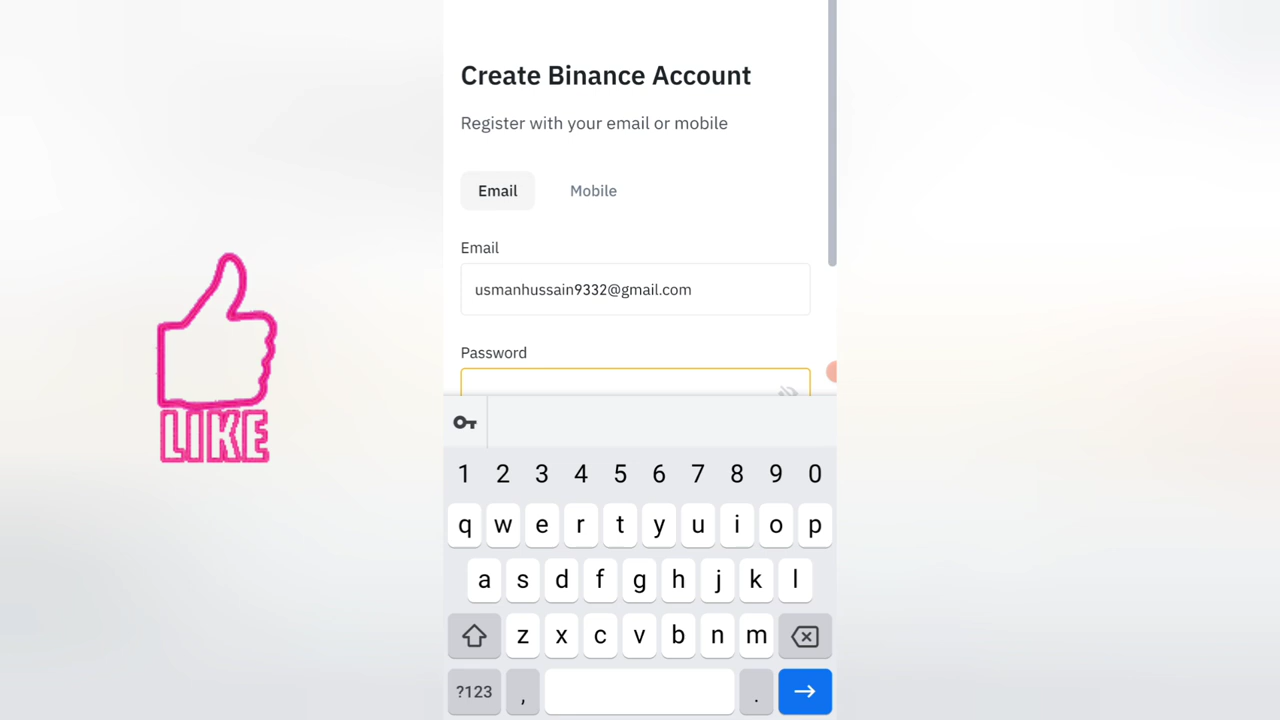 Create Binance Account
Register with your email or mobile
Email Mobile
Email
usmanhussain9332@gmail.com
Password
LIKE
1 2 3 4 5 6 7 8 9 0
q w e r t y u i o p
a s d f g h j k l
z x c v b n m
?123 , .